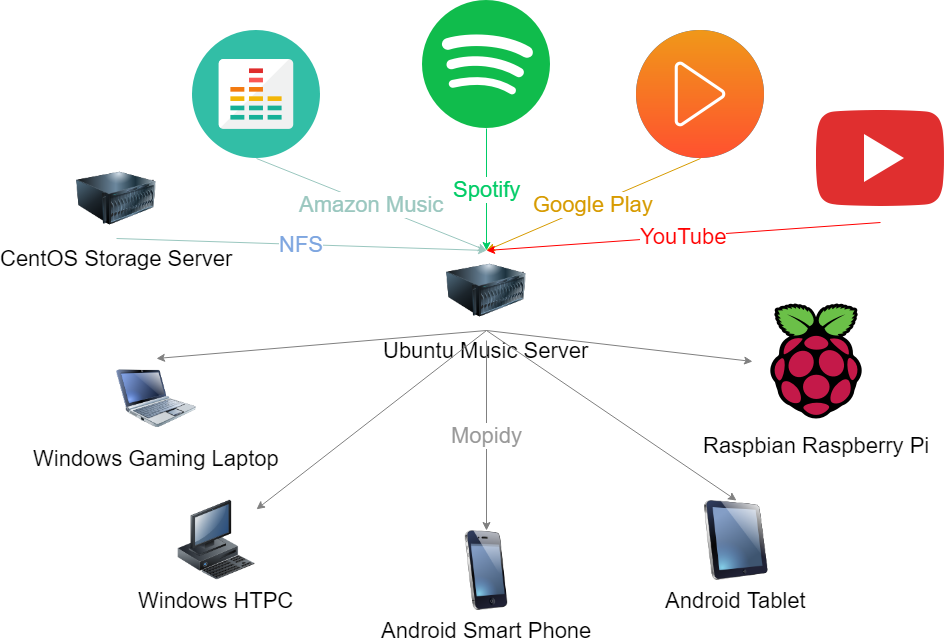 Spotify
Amazon Music
Google Play
YouTube
NFS
CentOS Storage Server
Ubuntu Music Server
Mopidy
Raspbian Raspberry Pi
Windows Gaming Laptop
Windows HTPC
Android Tablet
Android Smart Phone